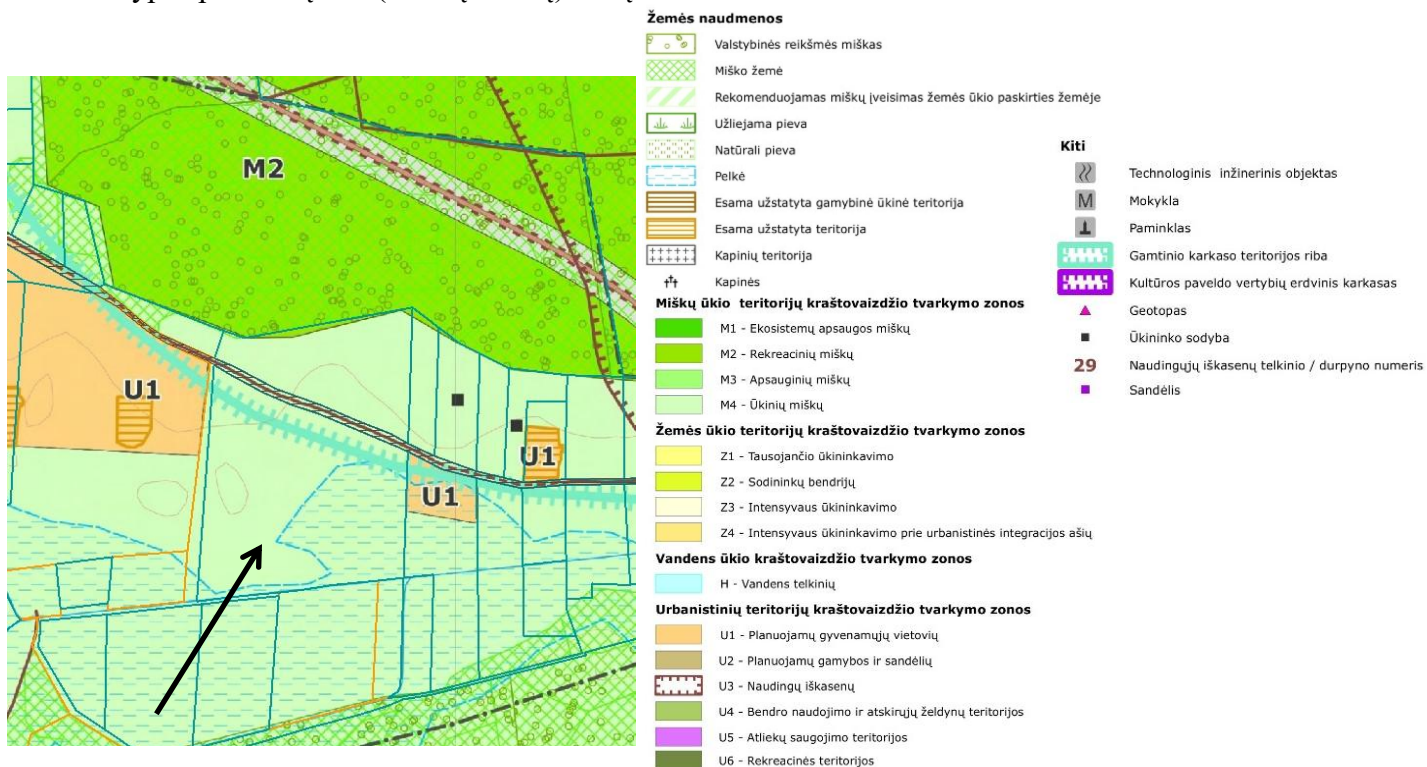 M2
U1
U1
U1
Žemės naudmenos
Valstybinės reikšmės miškas
Miško žemė
Rekomenduojamas miškų įveisimas žemės ūkio paskirties žemėje
Užliejama pieva
Natūrali pieva
Pelkė
Esama užstatyta gamybinė ūkinė teritorija
Esama užstatyta teritorija
Kapinių teritorija
Kapinės
Miškų ūkio teritorijų kraštovaizdžio tvarkymo zonos
M1 - Ekosistemų apsaugos miškų
M2 - Rekreacinių miškų
M3 - Apsauginių miškų
M4 - Ūkinių miškų
Žemės ūkio teritorijų kraštovaizdžio tvarkymo zonos
Z1 - Tausojančio ūkininkavimo
Z2 - Sodininkų bendrijų
Z3 - Intensyvaus ūkininkavimo
Z4 - Intensyvaus ūkininkavimo prie urbanistinės integracijos ašių
Vandens ūkio kraštovaizdžio tvarkymo zonos
H - Vandens telkinių
Urbanistinių teritorijų kraštovaizdžio tvarkymo zonos
U1 - Planuojamų gyvenamųjų vietovių
U2 - Planuojamų gamybos ir sandėlių
U3 - Naudingų iškasenų
U4 - Bendro naudojimo ir atskirųjų želdynų teritorijos
U5 - Atliekų saugojimo teritorijos
U6 - Rekreacinės teritorijos
Kiti
Technologinis inžinerinis objektas
M Mokykla
Paminklas
Gamtinio karkaso teritorijos riba
Kultūros paveldo vertybių erdvinis karkasas
Geotopas
Ūkininko sodyba
29 Naudingųjų iškasenų telkinio / durpyno numeris
Sandėlis